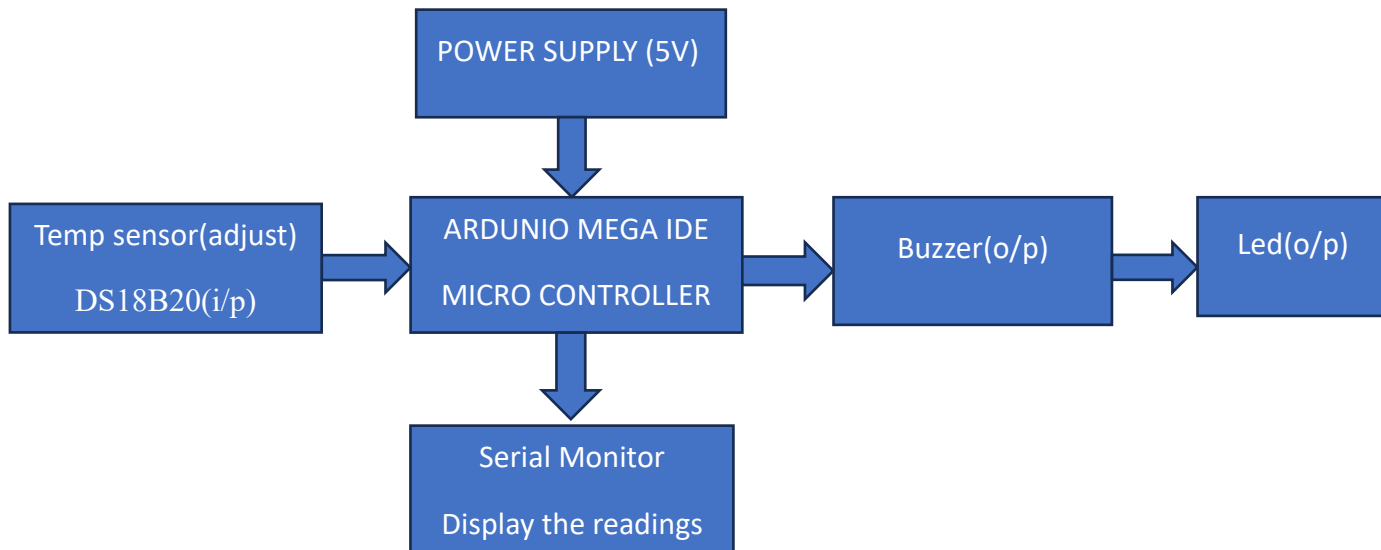 POWER SUPPLY (5V)
Temp sensor(adjust)
DS18B20(i/p)
ARDUNIO MEGA IDE
MICRO CONTROLLER
Buzzer(o/p)
Led(o/p)
Serial Monitor
Display the readings